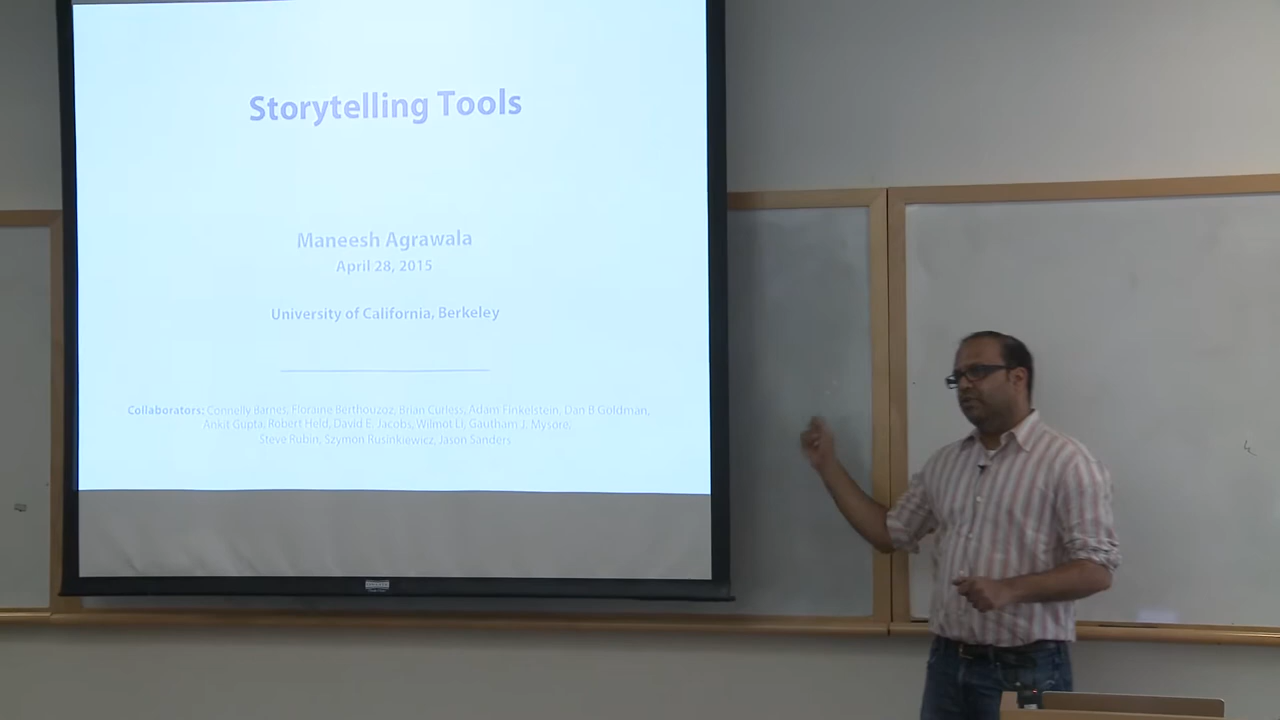 Storytelling Tools
Maneesh Agrawala
April 28, 2015
University of California, Berkeley
Collaborators: Connelly Barnes, Floraine Berthouzoz, Brian Curless, Adam Finkelstein, Dan B Goldman,
Ankit Gupta, Robert Held, David E. Jacobs, Wilmot Li, Gautham J. Mysore,
Steve Rubin, Szymon Rusinkiewicz, Jason Sanders